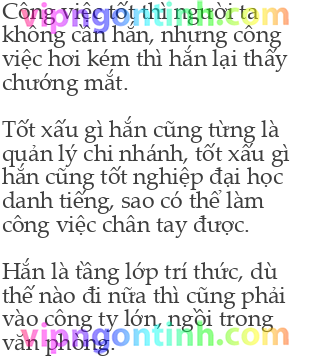 Công việc tốt thì người ta
vipngontinh.com
không cần hắn, nhưng công
việc hơi kém thì hắn lại thấy
chướng mắt.
Tốt xấu gì hắn cũng từng là
quản lý chi nhánh, tốt xấu gì
hắn cũng tốt nghiệp đại học
danh tiếng, sao có thể làm
công việc chân tay được.
Hắn là tầng lớp trí thức, dù
thế nào đi nữa thì cũng phải
vào công ty lớn, ngồi trong
vipngontinh.com
văn phòng.